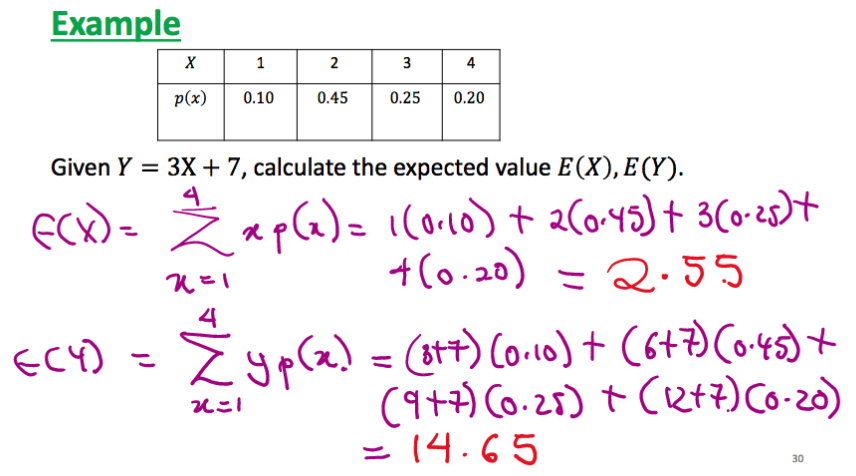 Example
X 1 2 3 4
p(x) 0.10 0.45 0.25 0.20
Given Y = 3X + 7, calculate the expected value E(X), E(Y).
4
E(X) = Σ x p(x) = 1(0.10) + 2(0.45) + 3(0.25) +
x=1 4(0.20) = 2.55
4
E(Y) = Σ y p(x) = (3+7)(0.10) + (6+7)(0.45) +
x=1 (9+7)(0.25) + (12+7)(0.20)
= 14.65
30